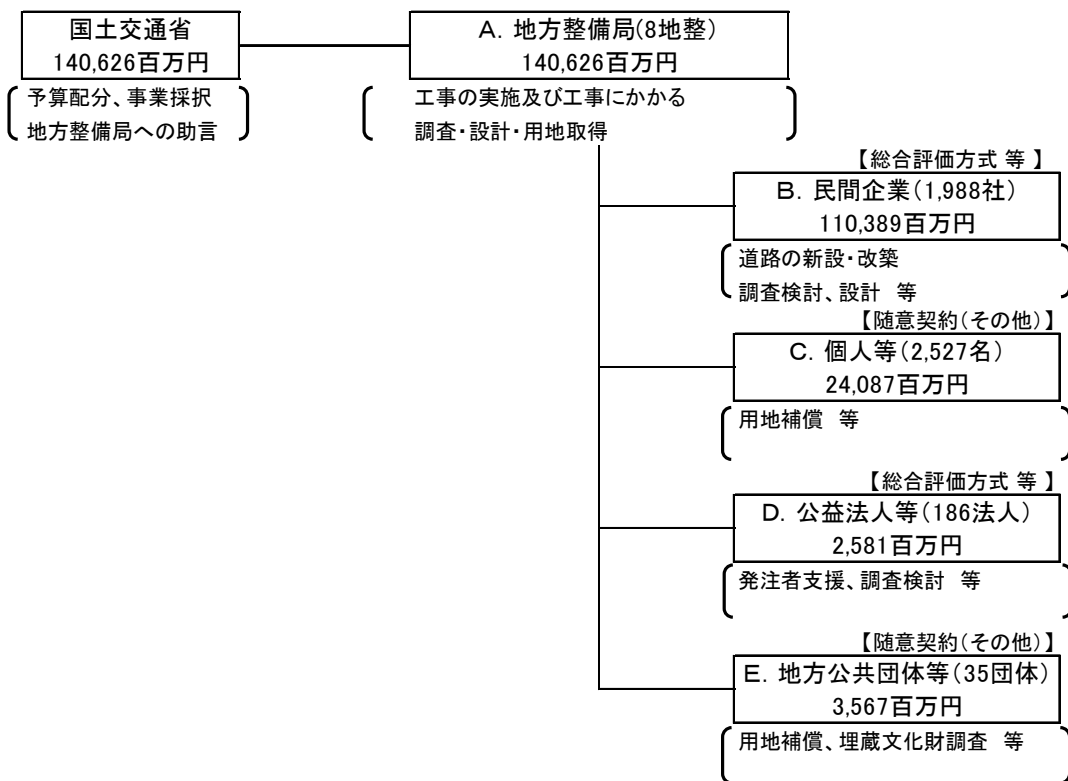 国土交通省
140,626百万円
予算配分、事業採択
地方整備局への助言
A. 地方整備局(8地整)
140,626百万円
工事の実施及び工事にかかる
調査・設計・用地取得
【総合評価方式 等 】
B. 民間企業(1,988社)
110,389百万円
道路の新設・改築
調査検討、設計 等
【随意契約(その他)】
C. 個人等(2,527名)
24,087百万円
用地補償 等
【総合評価方式 等 】
D. 公益法人等(186法人)
2,581百万円
発注者支援、調査検討 等
【随意契約(その他)】
E. 地方公共団体等(35団体)
3,567百万円
用地補償、埋蔵文化財調査 等